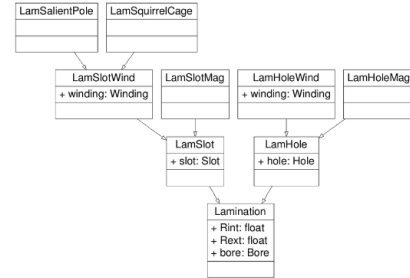 LamSalientPole
LamSquirrelCage
LamSlotWind
+ winding: Winding
LamSlotMag
LamHoleWind
+ winding: Winding
LamHoleMag
LamSlot
+ slot: Slot
LamHole
+ hole: Hole
Lamination
+ Rint: float
+ Rext: float
+ bore: Bore